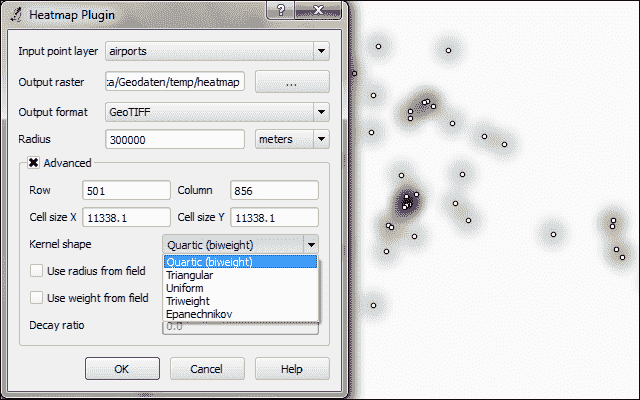 Heatmap Plugin
Input point layer airports
Output raster ta/Geodaten/temp/heatmap ...
Output format GeoTIFF
Radius 300000 meters
Advanced
Row 501 Column 856
Cell size X 11338.1 Cell size Y 11338.1
Kernel shape Quartic (biweight)
Quartic (biweight)
Use radius from field Triangular
Uniform
Use weight from field Triweight
Epanechnikov
Decay ratio 0.0
OK Cancel Help